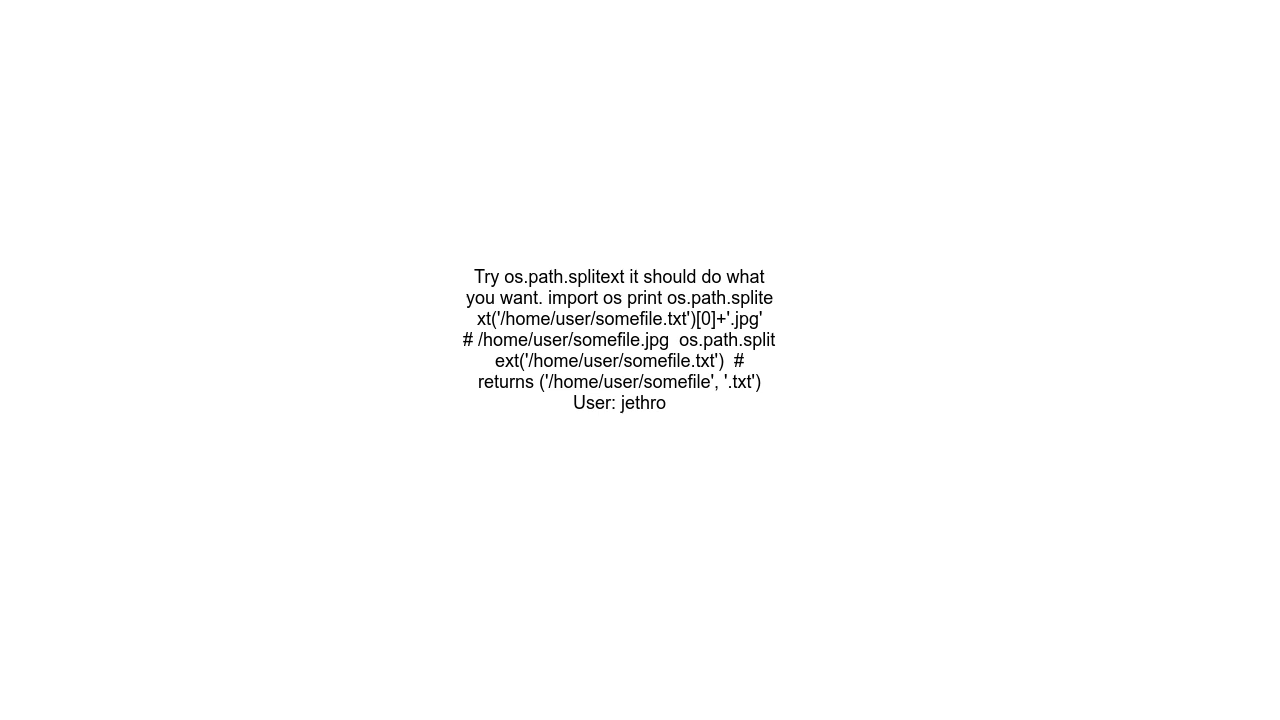 Try os.path.splitext it should do what
you want. import os print os.path.splite
xt('/home/user/somefile.txt')[0]+'.jpg'
# /home/user/somefile.jpg  os.path.split
ext('/home/user/somefile.txt')  #
returns ('/home/user/somefile', '.txt')
User: jethro